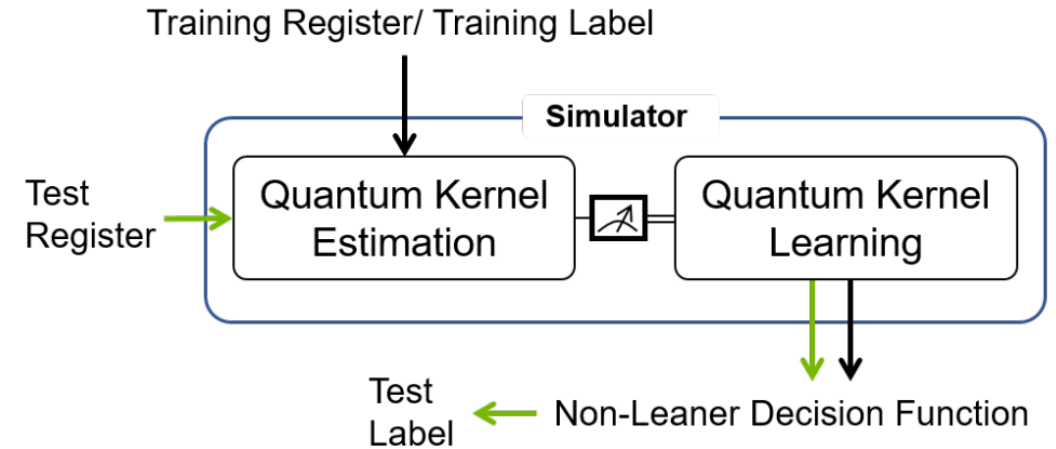 Training Register/ Training Label
Simulator
Test
Register
Quantum Kernel
Estimation
Quantum Kernel
Learning
Test
Label
Non-Leaner Decision Function